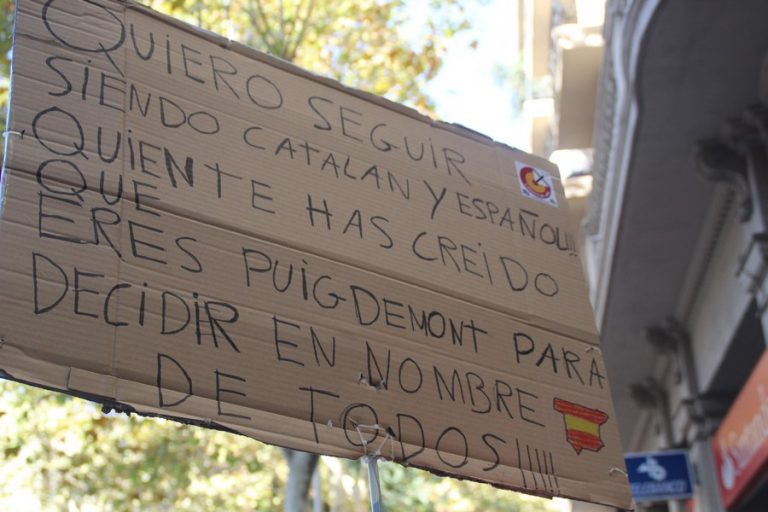 QUIERO SEGUIR
SIENDO CATALAN Y ESPAÑOL!!!
QUIEN TE HAS CREIDO
QUE
ERES PUIGDEMONT PARA
DECIDIR EN NOMBRE
DE TODOS!!!!!